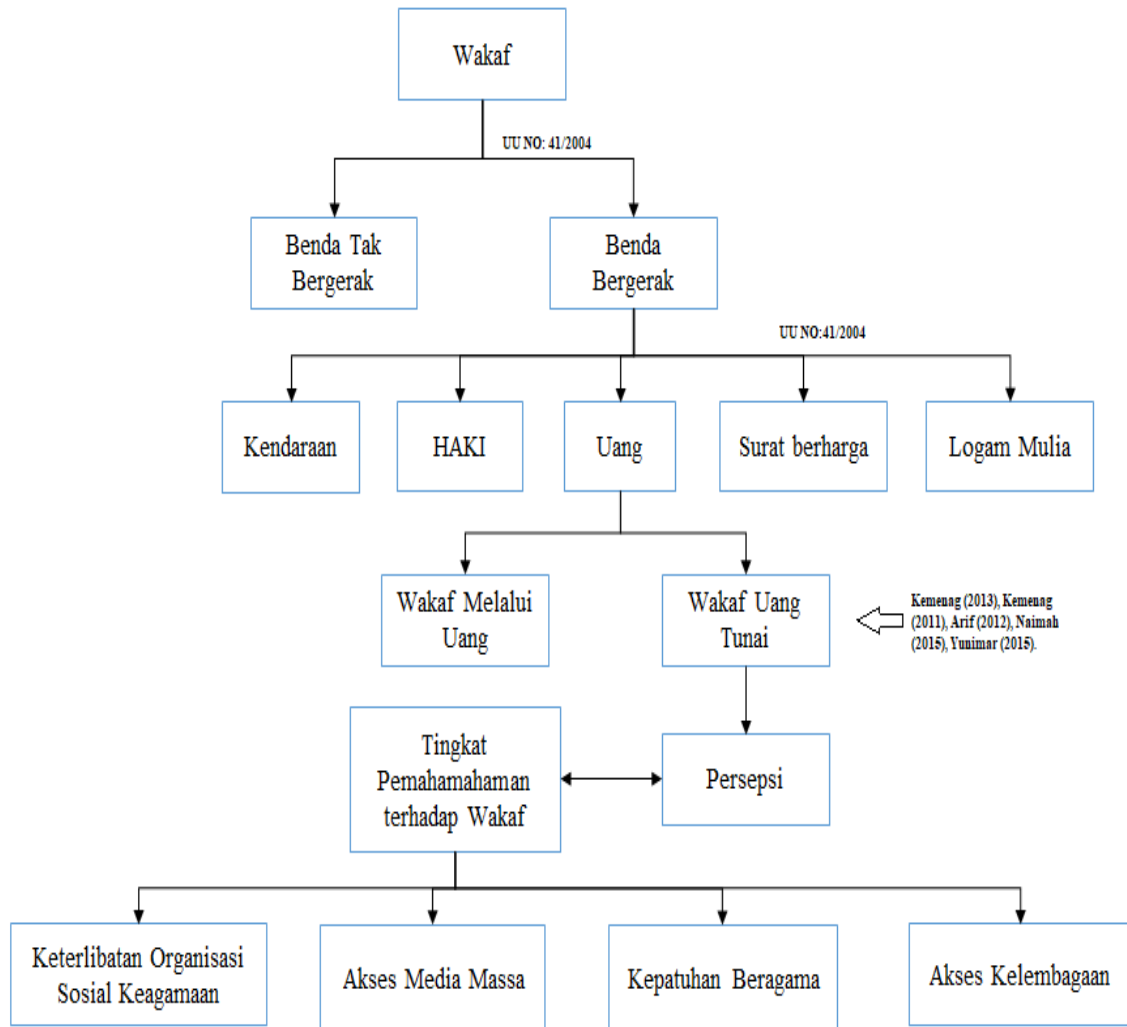 Wakaf
UU NO: 41/2004
Benda Tak
Bergerak
Benda
Bergerak
UU NO:41/2004
Kendaraan
HAKI
Uang
Surat berharga
Logam Mulia
Wakaf Melalui
Uang
Wakaf Uang
Tunai
Kemenag (2013), Kemenag
(2011), Arif (2012), Naimah
(2015), Yunimar (2015).
Tingkat
Pemahamahaman
terhadap Wakaf
Persepsi
Keterlibatan Organisasi
Sosial Keagamaan
Akses Media Massa
Kepatuhan Beragama
Akses Kelembagaan